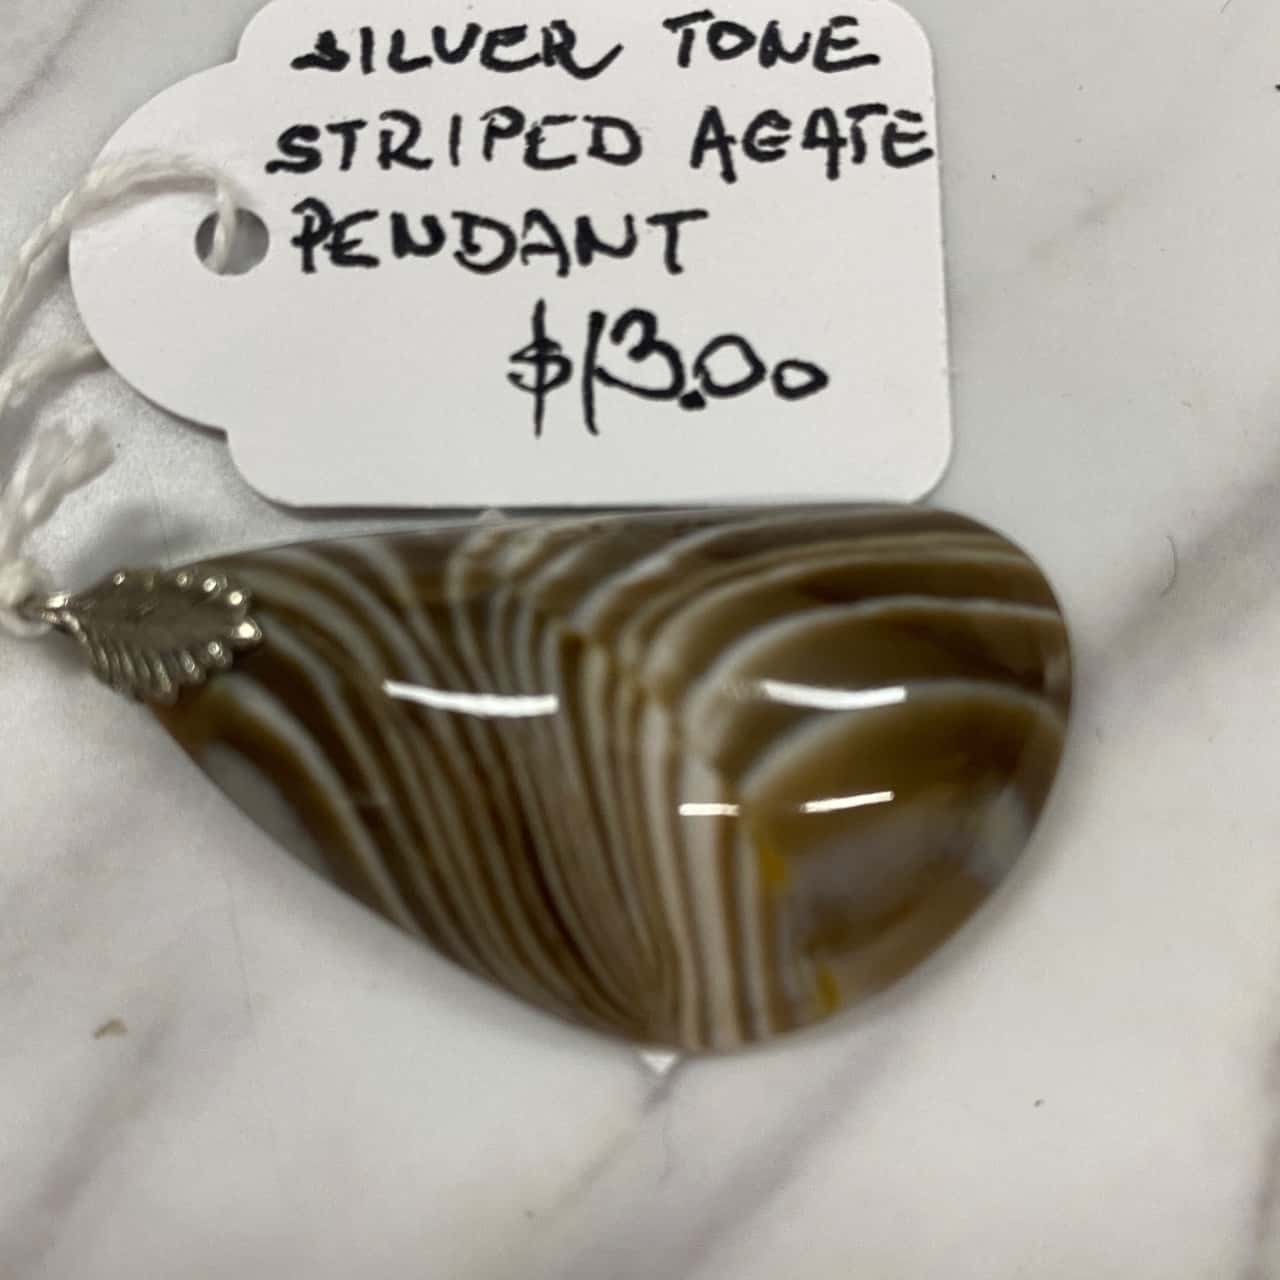 SILVER TONE
STRIPED AGATE
PENDANT
$13.00